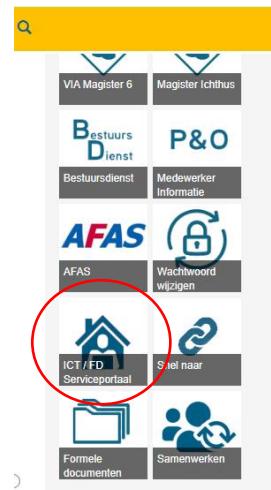 VIA Magister 6
Magister Ichthus
Bestuurs
Dienst
P&O
Bestuursdienst
Medewerker
Informatie
AFAS
AFAS
Wachtwoord
wijzigen
ICT / FD
Serviceportaal
Snel naar
Formele
documenten
Samenwerken